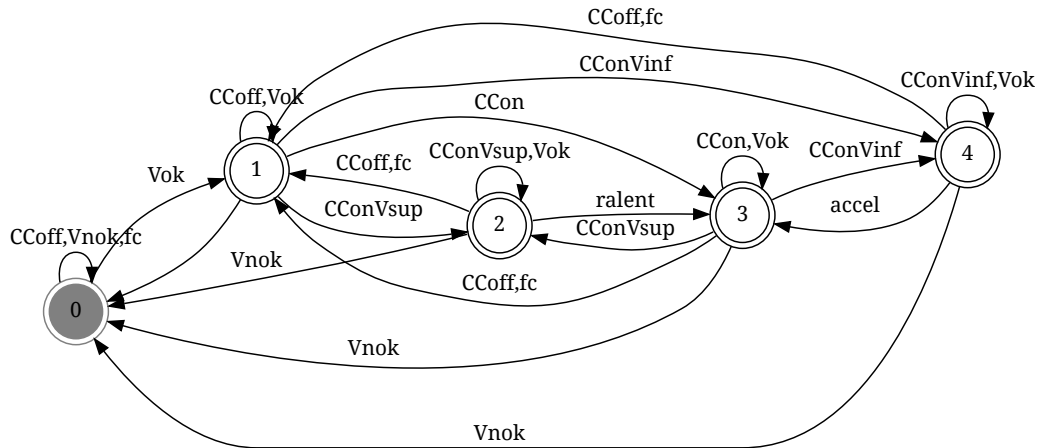 CCoff,fc
CConVinf
CConVinf,Vok
CCoff,Vok
CCon
CCon,Vok
CConVinf
4
CConVsup,Vok
CCoff,fc
1
Vok
3
ralent
accel
CConVsup
2
CConVsup
CCoff,Vnok,fc
Vnok
CCoff,fc
0
Vnok
Vnok